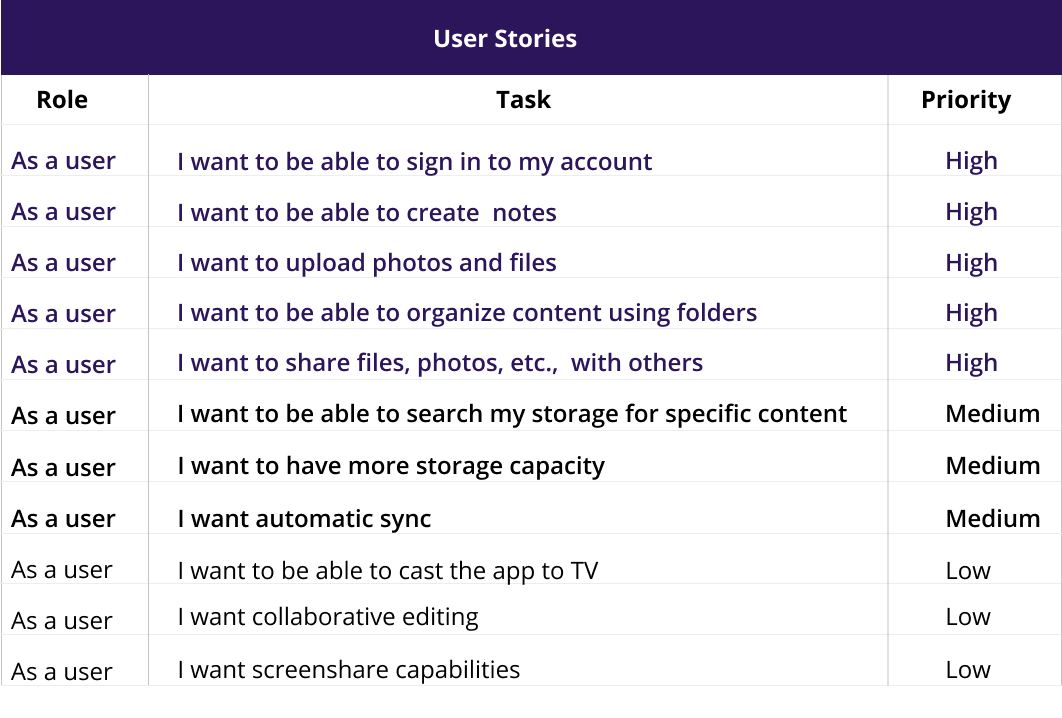 User Stories
Role Task Priority
As a user I want to be able to sign in to my account High
As a user I want to be able to create  notes High
As a user I want to upload photos and files High
As a user I want to be able to organize content using folders High
As a user I want to share files, photos, etc.,  with others High
As a user I want to be able to search my storage for specific content Medium
As a user I want to have more storage capacity Medium
As a user I want automatic sync Medium
As a user I want to be able to cast the app to TV Low
As a user I want collaborative editing Low
As a user I want screenshare capabilities Low